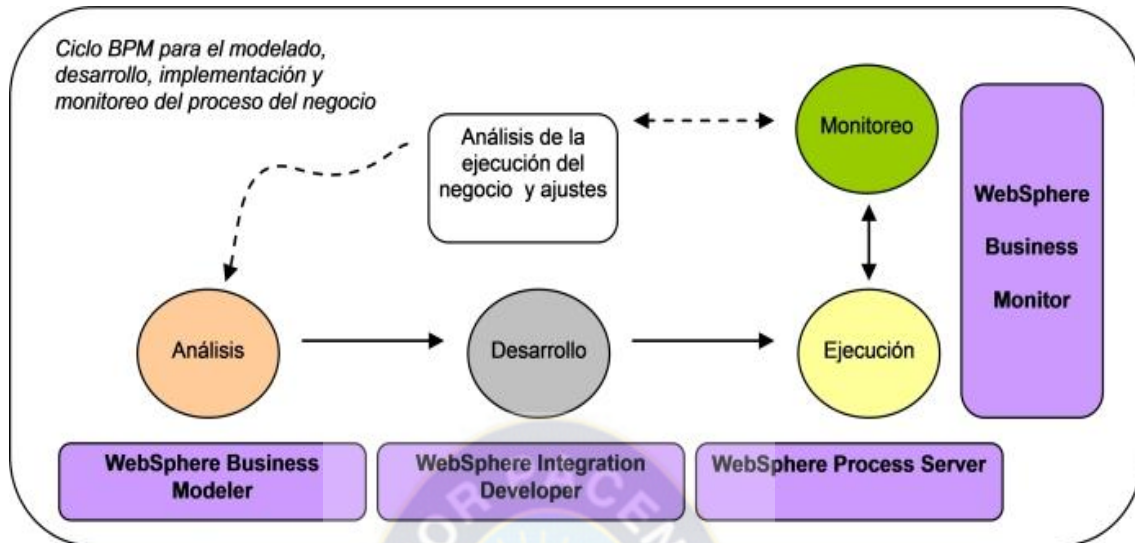 Ciclo BPM para el modelado,
desarrollo, implementación y
monitoreo del proceso del negocio
Análisis de la
ejecución del
negocio y ajustes
Monitoreo
WebSphere
Business
Monitor
Análisis
Desarrollo
Ejecución
WebSphere Business
Modeler
WebSphere Integration
Developer
WebSphere Process Server